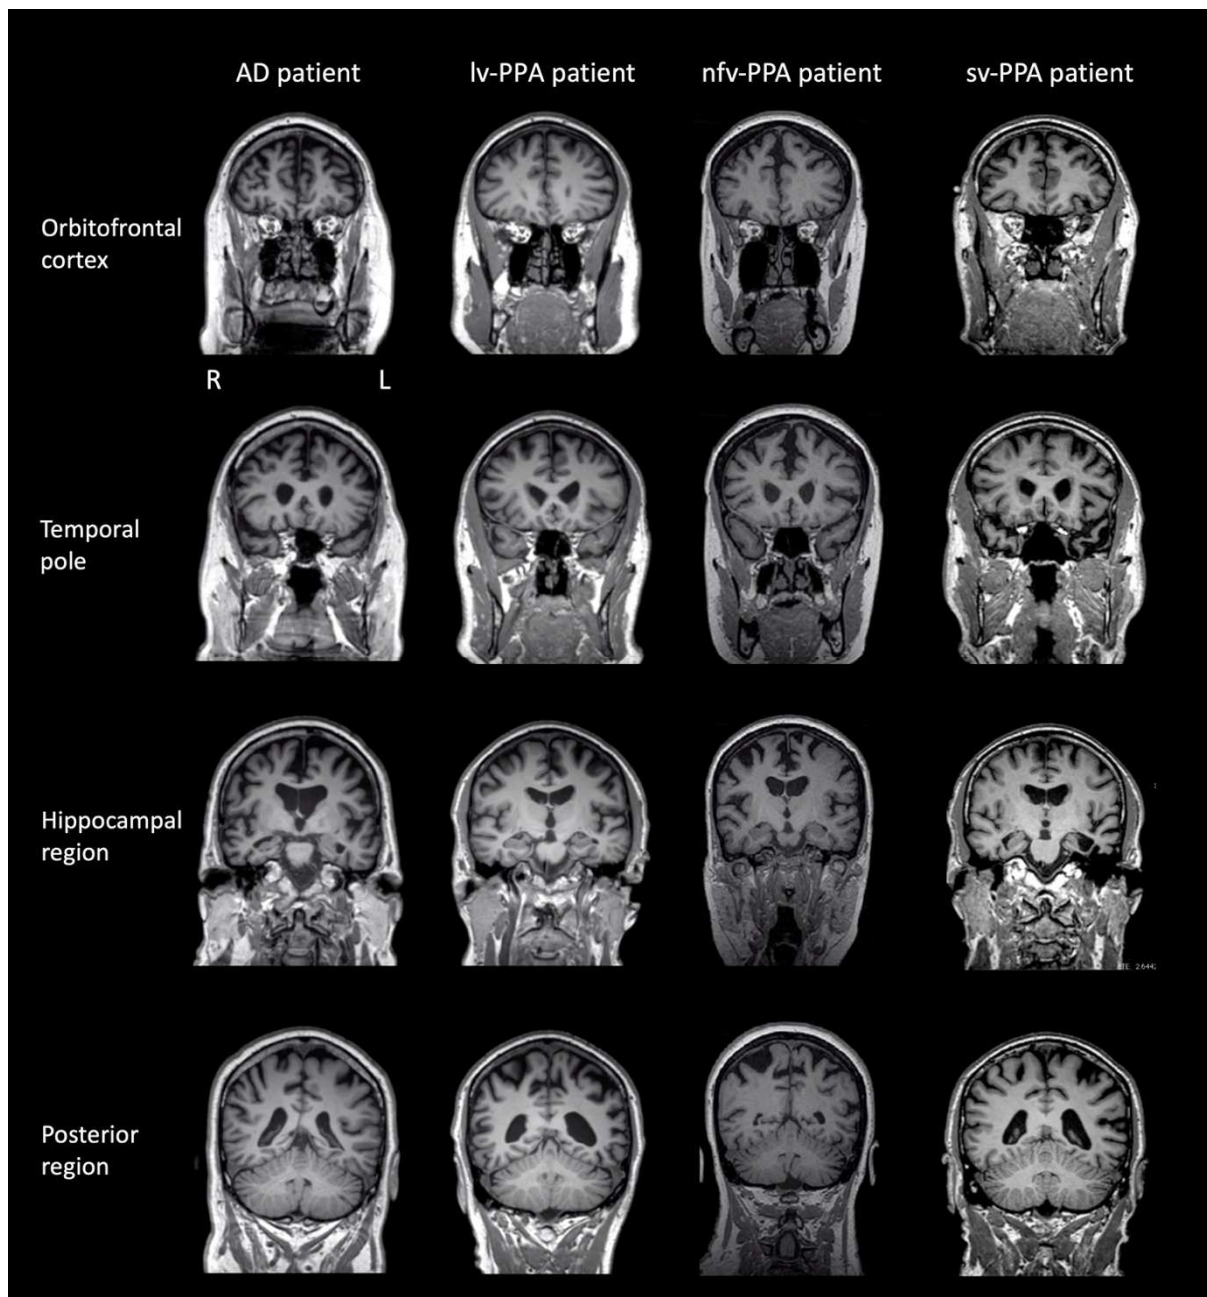 AD patient
lv-PPA patient
nfv-PPA patient
sv-PPA patient
Orbitofrontal
cortex
R
L
Temporal
pole
Hippocampal
region
Posterior
region